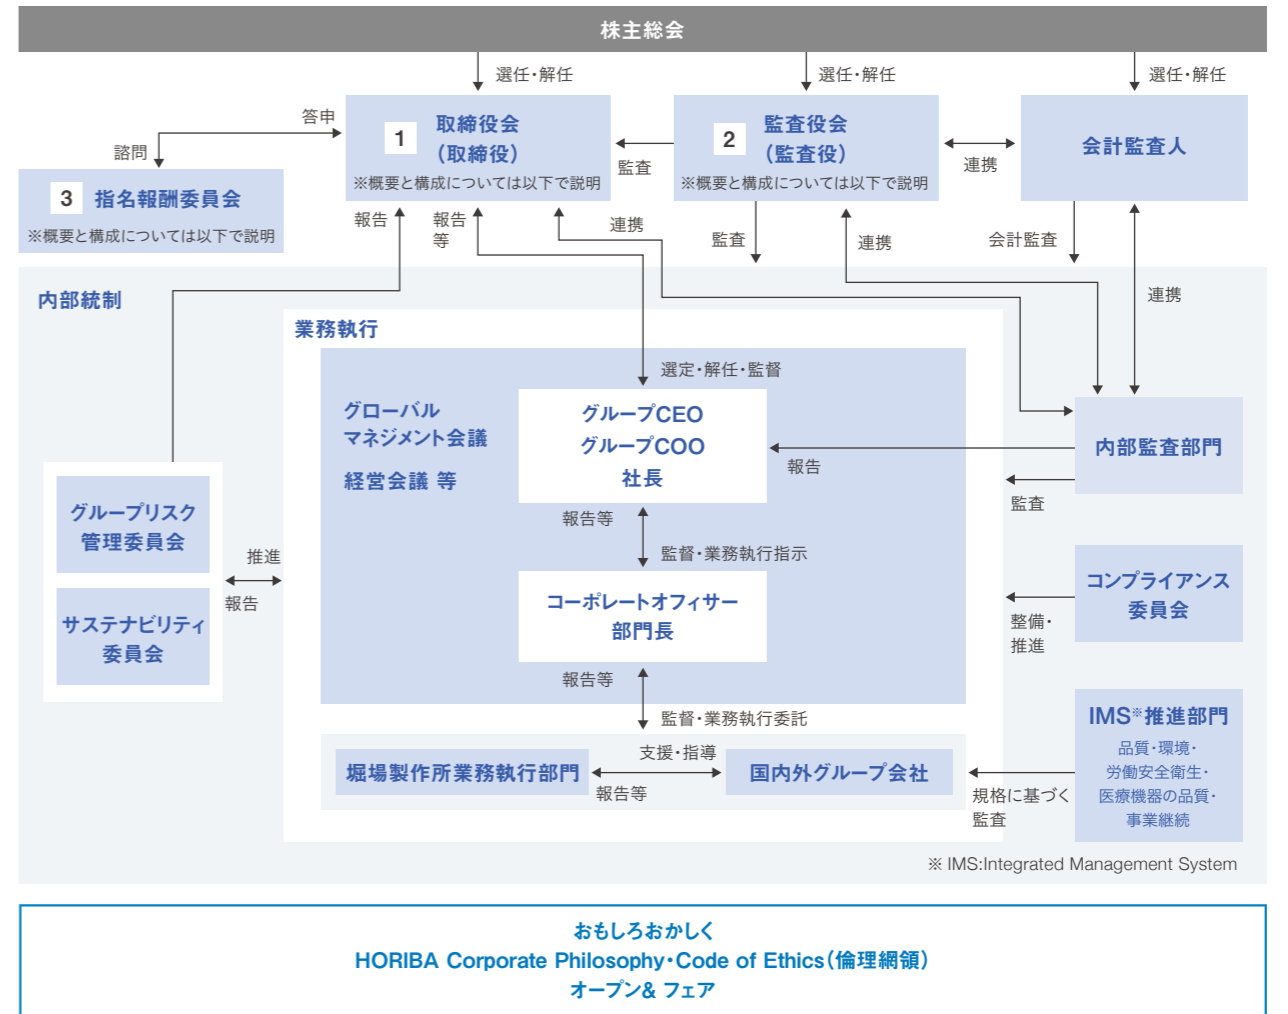 株主総会
選任・解任
選任・解任
選任・解任
答申
諮問
1
取締役会
（取締役）
※概要と構成については以下で説明
監査
2
監査役会
（監査役）
※概要と構成については以下で説明
連携
会計監査人
3
指名報酬委員会
※概要と構成については以下で説明
報告
報告
等
連携
監査
連携
会計監査
連携
内部統制
業務執行
選定・解任・監督
グローバル
マネジメント会議
経営会議 等
グループCEO
グループCOO
社長
報告
内部監査部門
監査
報告等
監督・業務執行指示
グループリスク
管理委員会
サステナビリティ
委員会
推進
報告
コーポレートオフィサー
部門長
コンプライアンス
委員会
整備・
推進
報告等
監督・業務執行委託
堀場製作所業務執行部門
支援・指導
報告等
国内外グループ会社
IMS※推進部門
品質・環境・
労働安全衛生・
医療機器の品質・
事業継続
規格に基づく
監査
※ IMS:Integrated Management System
おもしろおかしく
HORIBA Corporate Philosophy・Code of Ethics（倫理綱領）
オープン& フェア